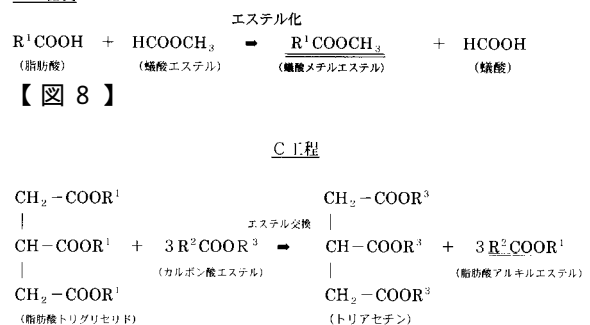 エステル化
R¹COOH + HCOOCH₃ ➡ R¹COOCH₃ + HCOOH
(脂肪酸) (蟻酸エステル) (蟻酸メチルエステル) (蟻酸)
【図8】
C工程
CH₂-COOR¹ CH₂-COOR³
| エステル交換 |
CH-COOR¹ + 3R²COOR³ ➡ CH-COOR³ + 3R²COOR¹
| (カルボン酸エステル) | (脂肪酸アルキルエステル)
CH₂-COOR¹ CH₂-COOR³
(脂肪酸トリグリセリド) (トリアセチン)